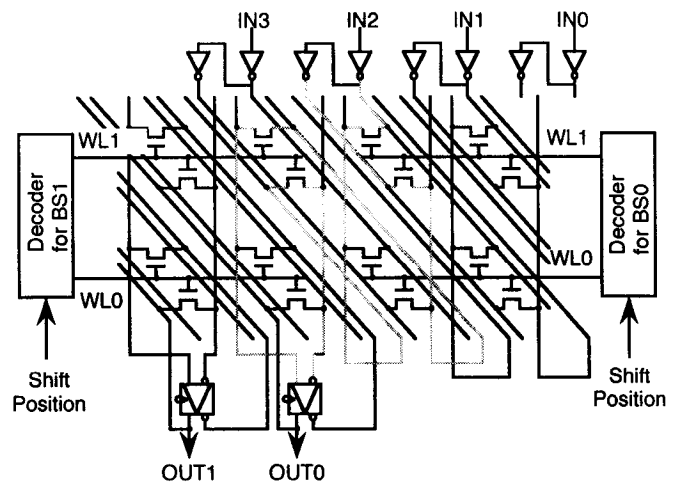 IN3 IN2 IN1 IN0
WL1 WL1
Decoder
for BS1
Decoder
for BS0
WL0 WL0
Shift
Position
Shift
Position
OUT1 OUT0